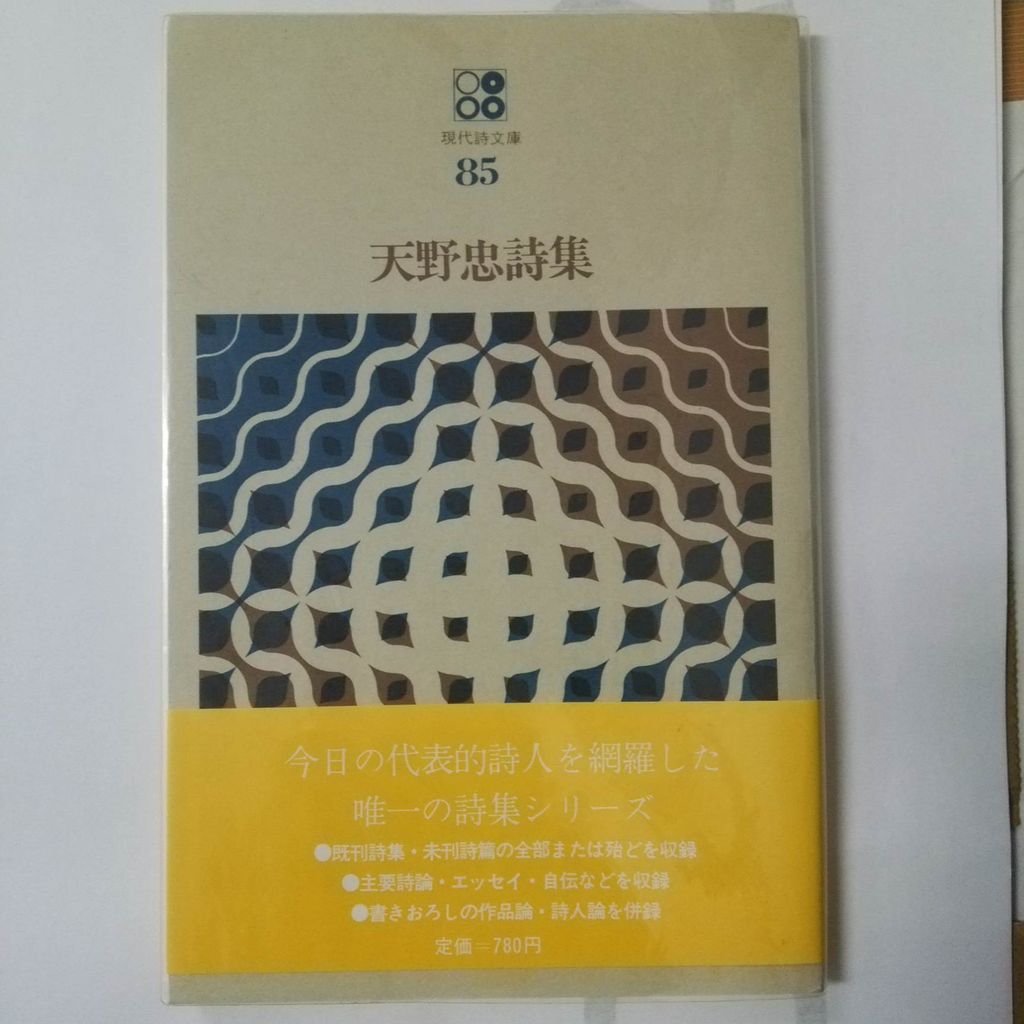 現代詩文庫
85
天野忠詩集
今日の代表的詩人を網羅した
唯一の詩集シリーズ
●既刊詩集・未刊詩篇の全部または殆どを収録
●主要詩論・エッセイ・自伝などを収録
●書きおろしの作品論・詩人論を併録
定価=780円